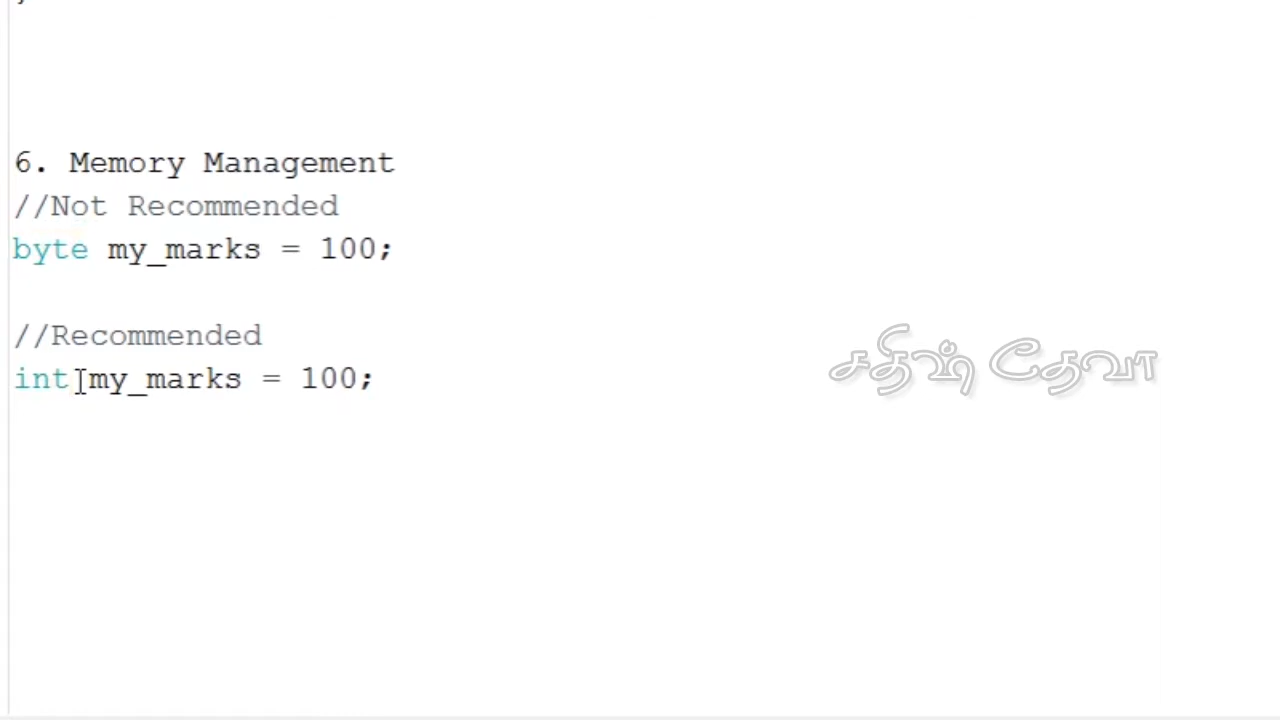 6. Memory Management
//Not Recommended
byte my_marks = 100;
//Recommended
int my_marks = 100;
சதிஷ் தேவா